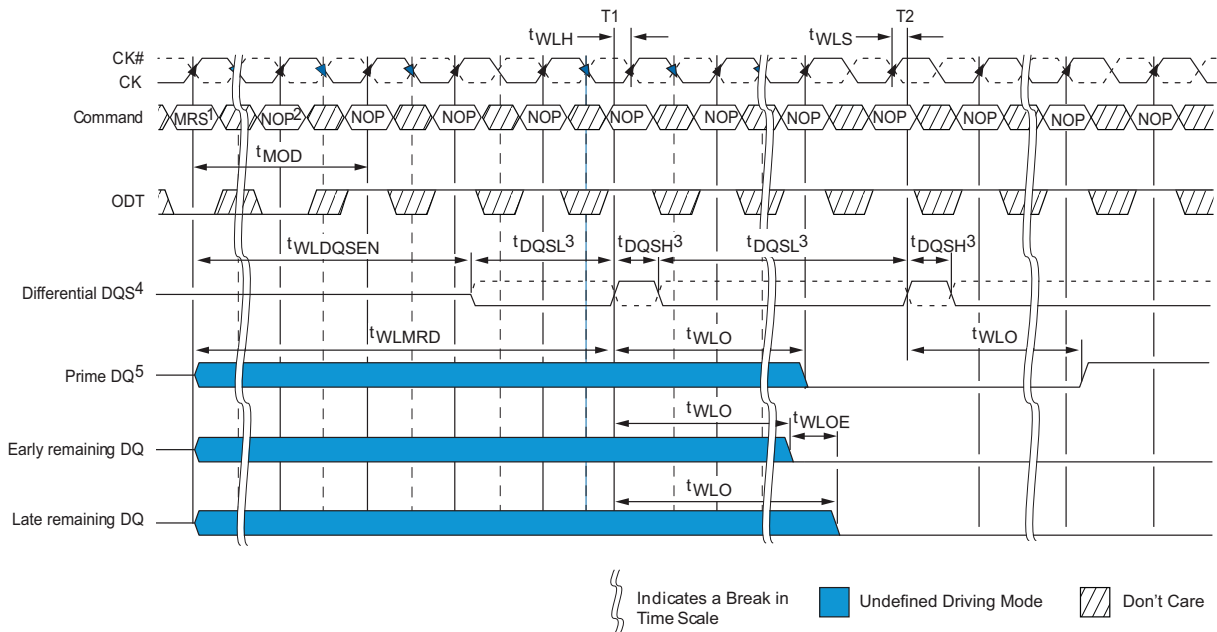 T1 T2
tWLH tWLS
CK#
CK
Command MRS1 NOP2 NOP NOP NOP NOP NOP NOP NOP NOP NOP NOP
tMOD
ODT
tWLDQSEN tDQSL3 tDQSH3 tDQSL3 tDQSH3
Differential DQS4
tWLMRD tWLO tWLO
Prime DQ5
tWLO tWLOE
Early remaining DQ
tWLO
Late remaining DQ
Indicates a Break in
Time Scale
Undefined Driving Mode
Don't Care